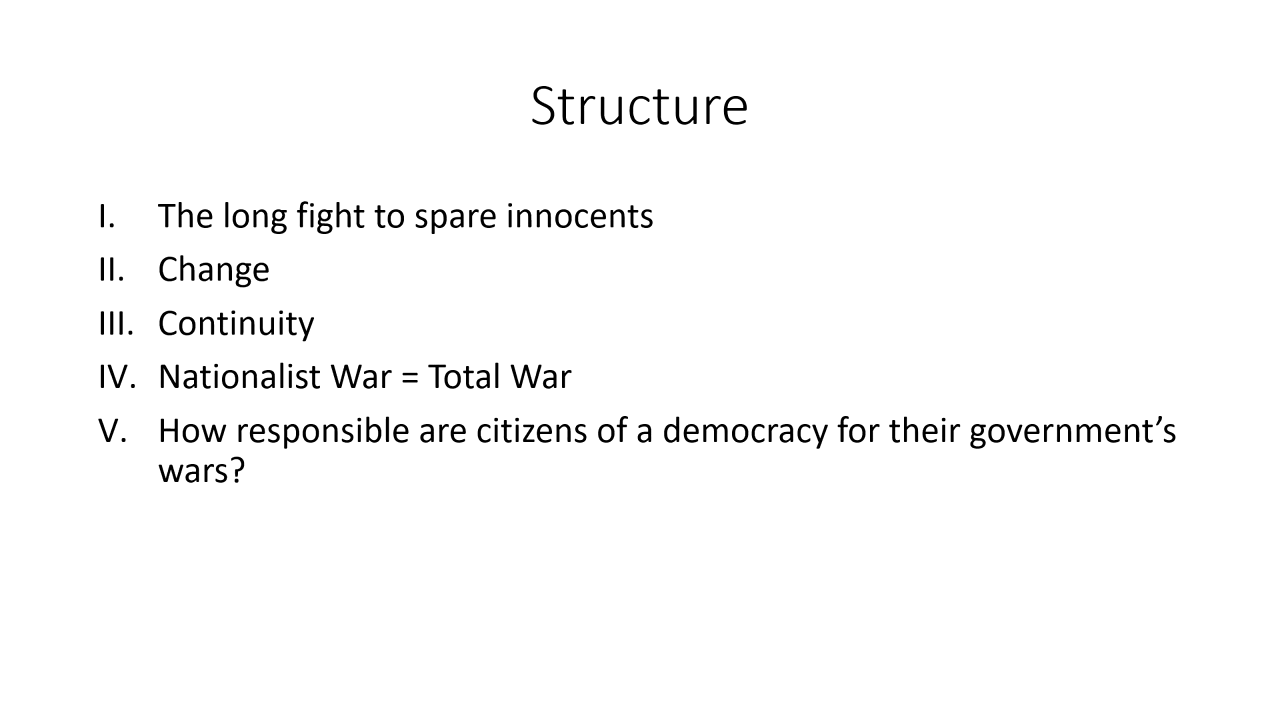 Structure
I. The long fight to spare innocents
II. Change
III. Continuity
IV. Nationalist War = Total War
V. How responsible are citizens of a democracy for their government’s
wars?